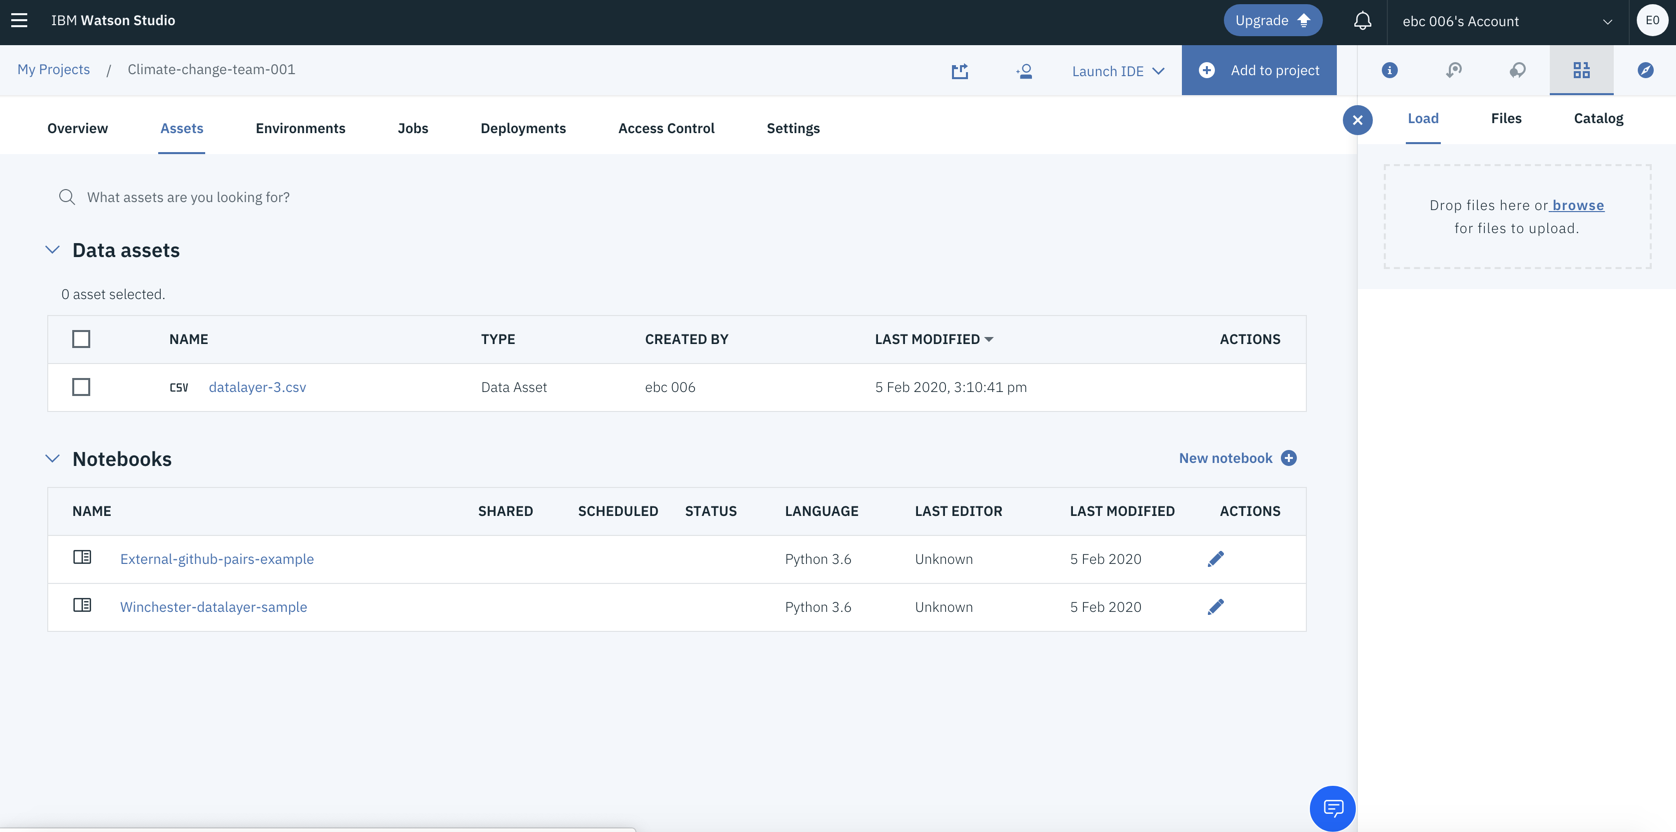 IBM Watson Studio
Upgrade
ebc 006's Account
E0
My Projects / Climate-change-team-001
Launch IDE
Add to project
Overview
Assets
Environments
Jobs
Deployments
Access Control
Settings
Load
Files
Catalog
Drop files here or browse
for files to upload.
What assets are you looking for?
Data assets
0 asset selected.
NAME TYPE CREATED BY LAST MODIFIED ACTIONS
CSV datalayer-3.csv Data Asset ebc 006 5 Feb 2020, 3:10:41 pm
Notebooks
New notebook
NAME SHARED SCHEDULED STATUS LANGUAGE LAST EDITOR LAST MODIFIED ACTIONS
External-github-pairs-example Python 3.6 Unknown 5 Feb 2020
Winchester-datalayer-sample Python 3.6 Unknown 5 Feb 2020